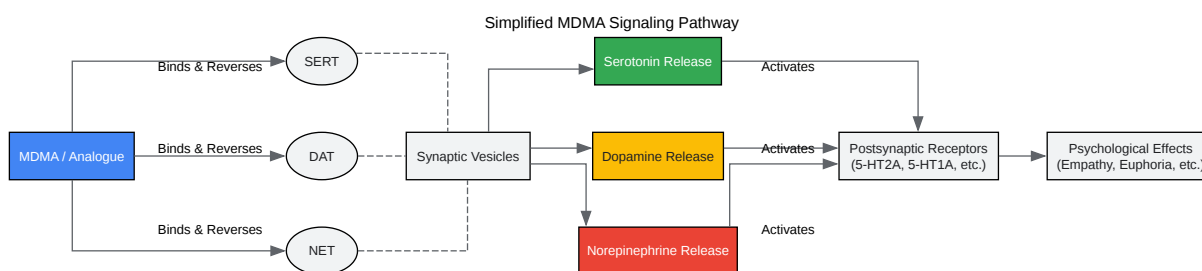 Simplified MDMA Signaling Pathway
SERT
Binds & Reverses
Serotonin Release
Activates
MDMA / Analogue
Binds & Reverses
DAT
Synaptic Vesicles
Dopamine Release
Activates
Postsynaptic Receptors
(5-HT2A, 5-HT1A, etc.)
Psychological Effects
(Empathy, Euphoria, etc.)
Binds & Reverses
NET
Norepinephrine Release
Activates